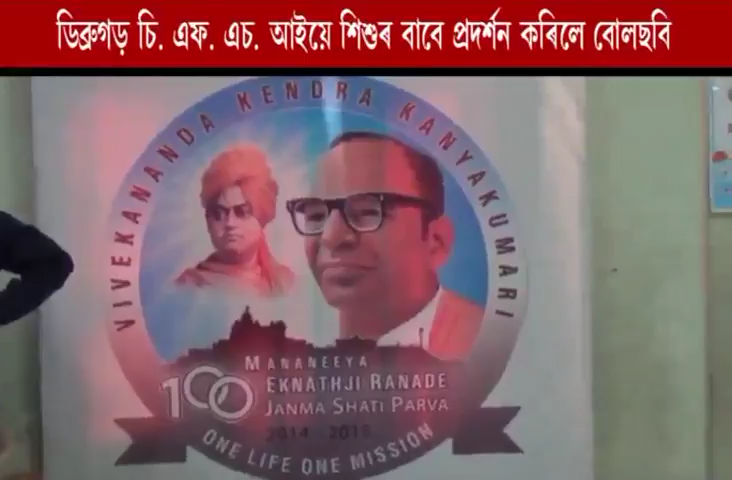 ডিব্ৰুগড় চি. এফ. এচ. আইয়ে শিশুৰ বাবে প্ৰদৰ্শন কৰিলে বোলছবি
VIVEKANANDA KENDRA KANYAKUMARI
100
MANANEEYA
EKNATHJI RANADE
JANMA SHATI PARVA
2014 - 2015
ONE LIFE ONE MISSION